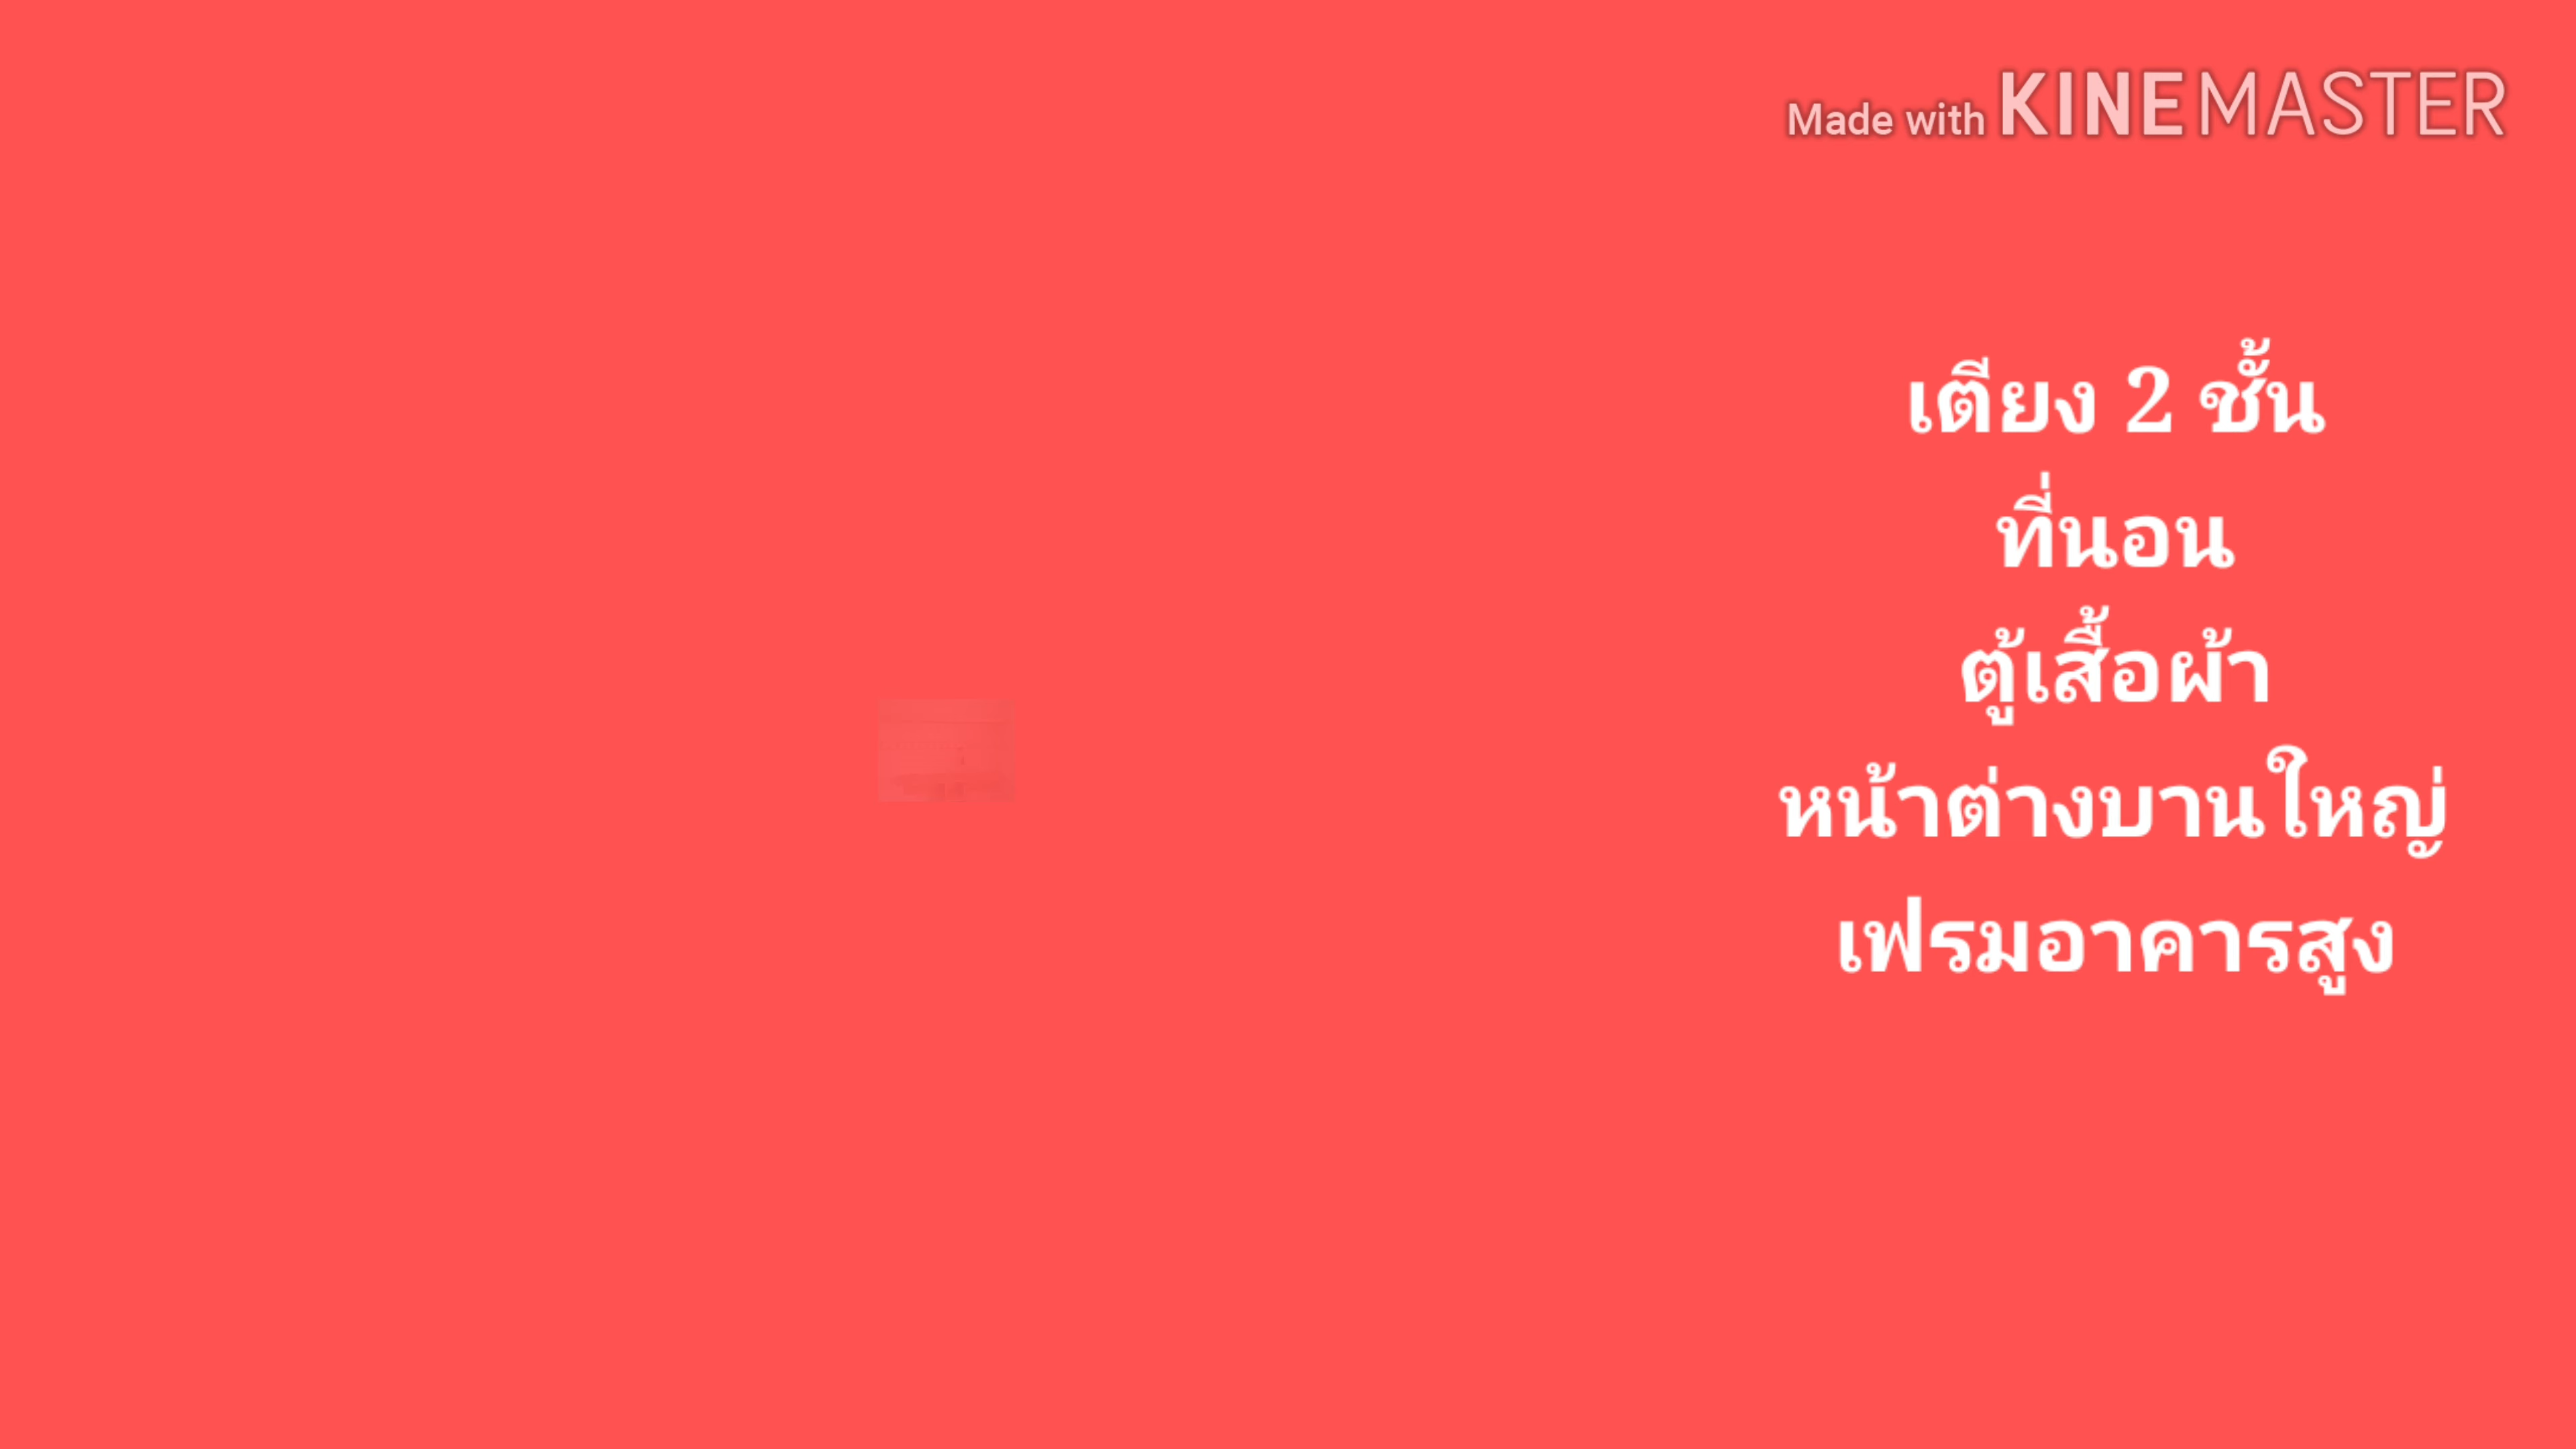 Made with KINEMASTER
เตียง 2 ชั้น
ที่นอน
ตู้เสื้อผ้า
หน้าต่างบานใหญ่
เฟรมอาคารสูง